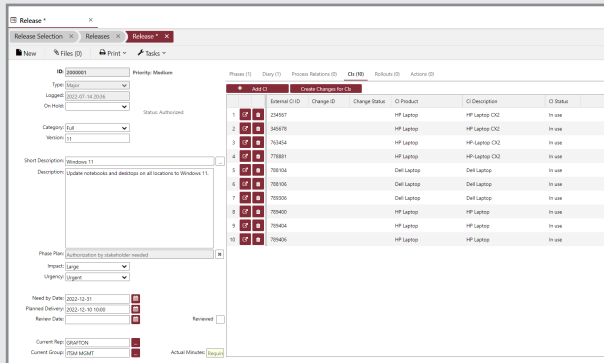 Release * ×
Release Selection × Releases × Release * ×
New Files (0) Print Tasks
ID: 2000001 Priority: Medium
Type: Major
Logged: 2022-07-14 20:36
On Hold:
Status: Authorized
Category: Full
Version: 11
Short Description: Windows 11 ...
Description: Update notebooks and desktops on all locations to Windows 11.
Phase Plan: Authorization by stakeholder needed
Impact: Large
Urgency: Urgent
Need by Date: 2022-12-31
Planned Delivery: 2022-12-10 10:00
Review Date: Reviewed:
Current Rep: GRAFTON ...
Current Group: ITSM MGMT ... Actual Minutes: Requir
Phases (1) Diary (1) Process Relations (0) CIs (10) Rollouts (0) Actions (0)
Add CI Create Changes for CIs
External CI ID Change ID Change Status CI Product CI Description CI Status
1 234567 HP Laptop HP Laptop CX2 In use
2 345678 HP Laptop HP Laptop CX2 In use
3 763454 HP Laptop HP-Laptop CX2 In use
4 778881 HP Laptop HP-Laptop CX2 In use
5 788104 Dell Laptop Dell Laptop In use
6 788106 Dell Laptop Dell Laptop In use
7 789306 Dell Laptop Dell Laptop In use
8 789400 HP Laptop HP Laptop In use
9 789404 HP Laptop HP Laptop In use
10 789406 HP Laptop HP Laptop In use